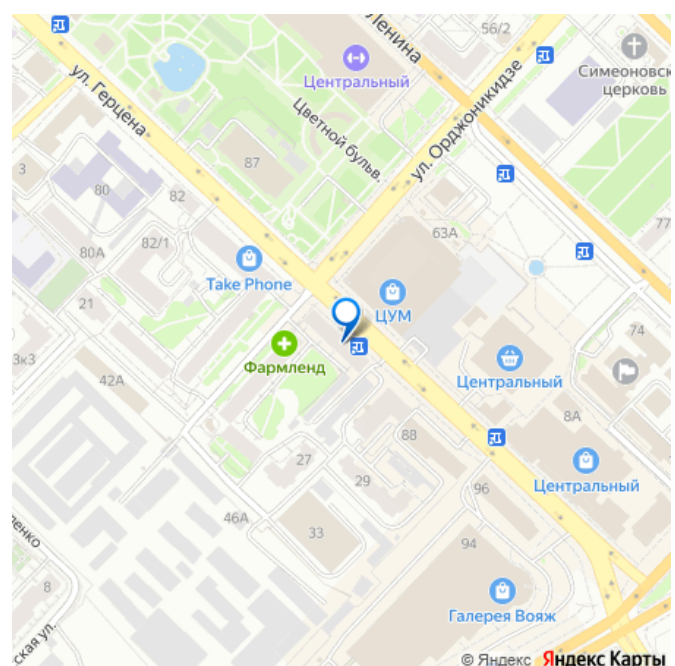 56/2
Ленина
Симеоновск
церковь
Центральный
ул. Герцена
Цветной бульв.
ул. Орджоникидзе
87
3
80
82
77
63А
82/1
80А
Take Phone
ЦУМ
21
74
3к3
Фармленд
Центральный
42А
8А
88
27
29
96
Центральный
46А
33
94
ленко
8
Галерея Вояж
ская ул.
© Яндекс Яндекс Карты